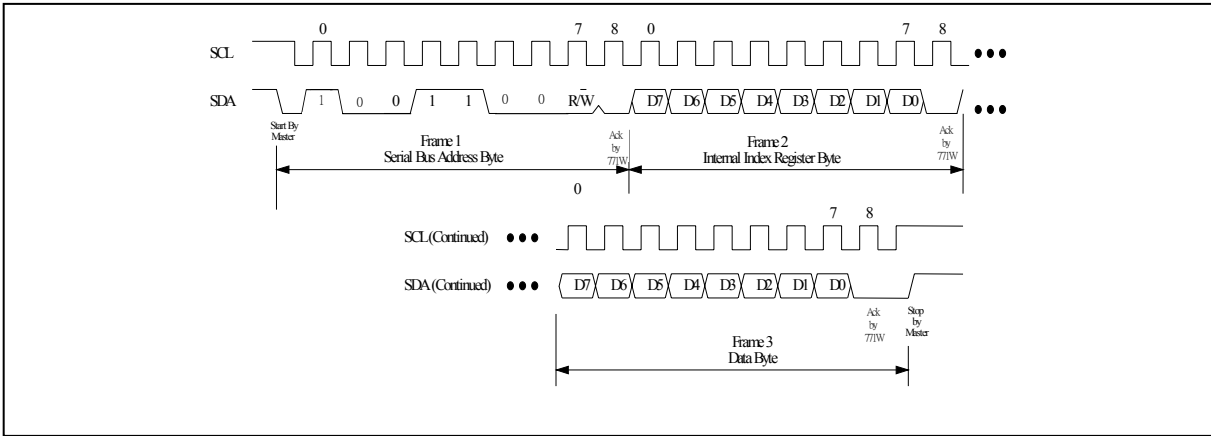 0 7 8 0 7 8
SCL
SDA 1 0 0 1 1 0 0 R/W D7 D6 D5 D4 D3 D2 D1 D0
Start By
Master
Frame 1
Serial Bus Address Byte
Ack
by
771W
Frame 2
Internal Index Register Byte
Ack
by
771W
0
7 8
SCL (Continued)
SDA (Continued) D7 D6 D5 D4 D3 D2 D1 D0
Ack
by
771W
Stop
by
Master
Frame 3
Data Byte